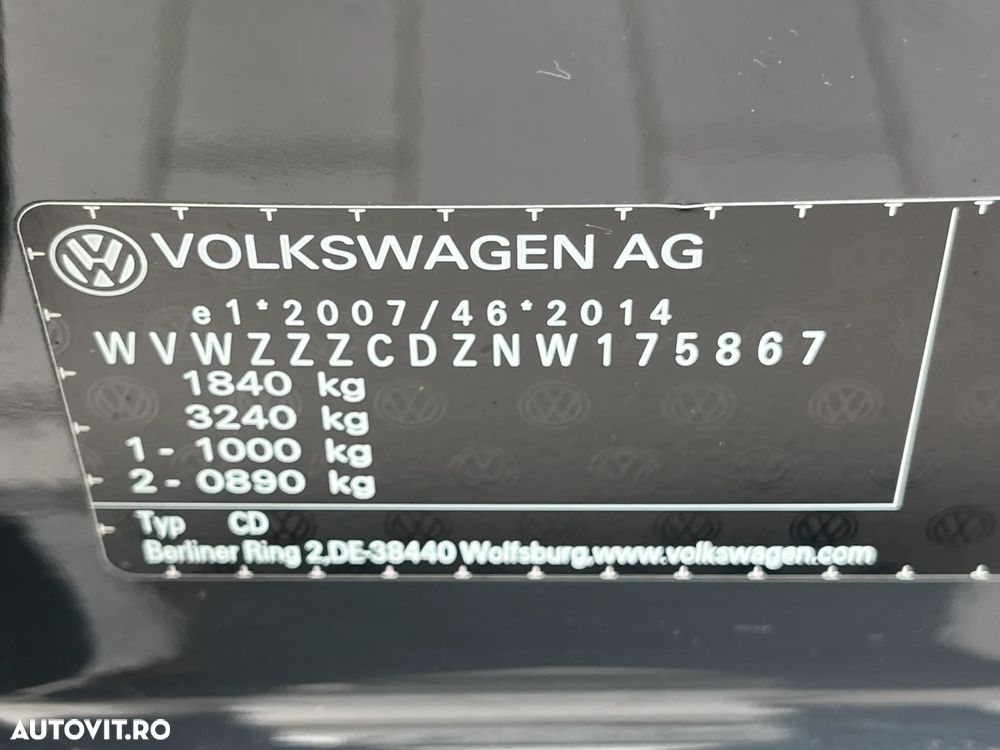 VOLKSWAGEN AG
e1*2007/46*2014
WVWZZZCDZNW175867
1840 kg
3240 kg
1 - 1000 kg
2 - 0890 kg
Typ CD
Berliner Ring 2,DE-38440 Wolfsburg,www.volkswagen.com
AUTOVIT.RO